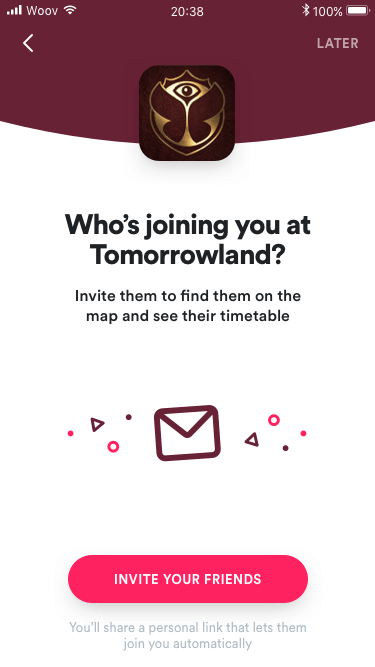 Woov 20:38 100%
LATER
Who’s joining you at
Tomorrowland?
Invite them to find them on the
map and see their timetable
INVITE YOUR FRIENDS
You’ll share a personal link that lets them
join you automatically